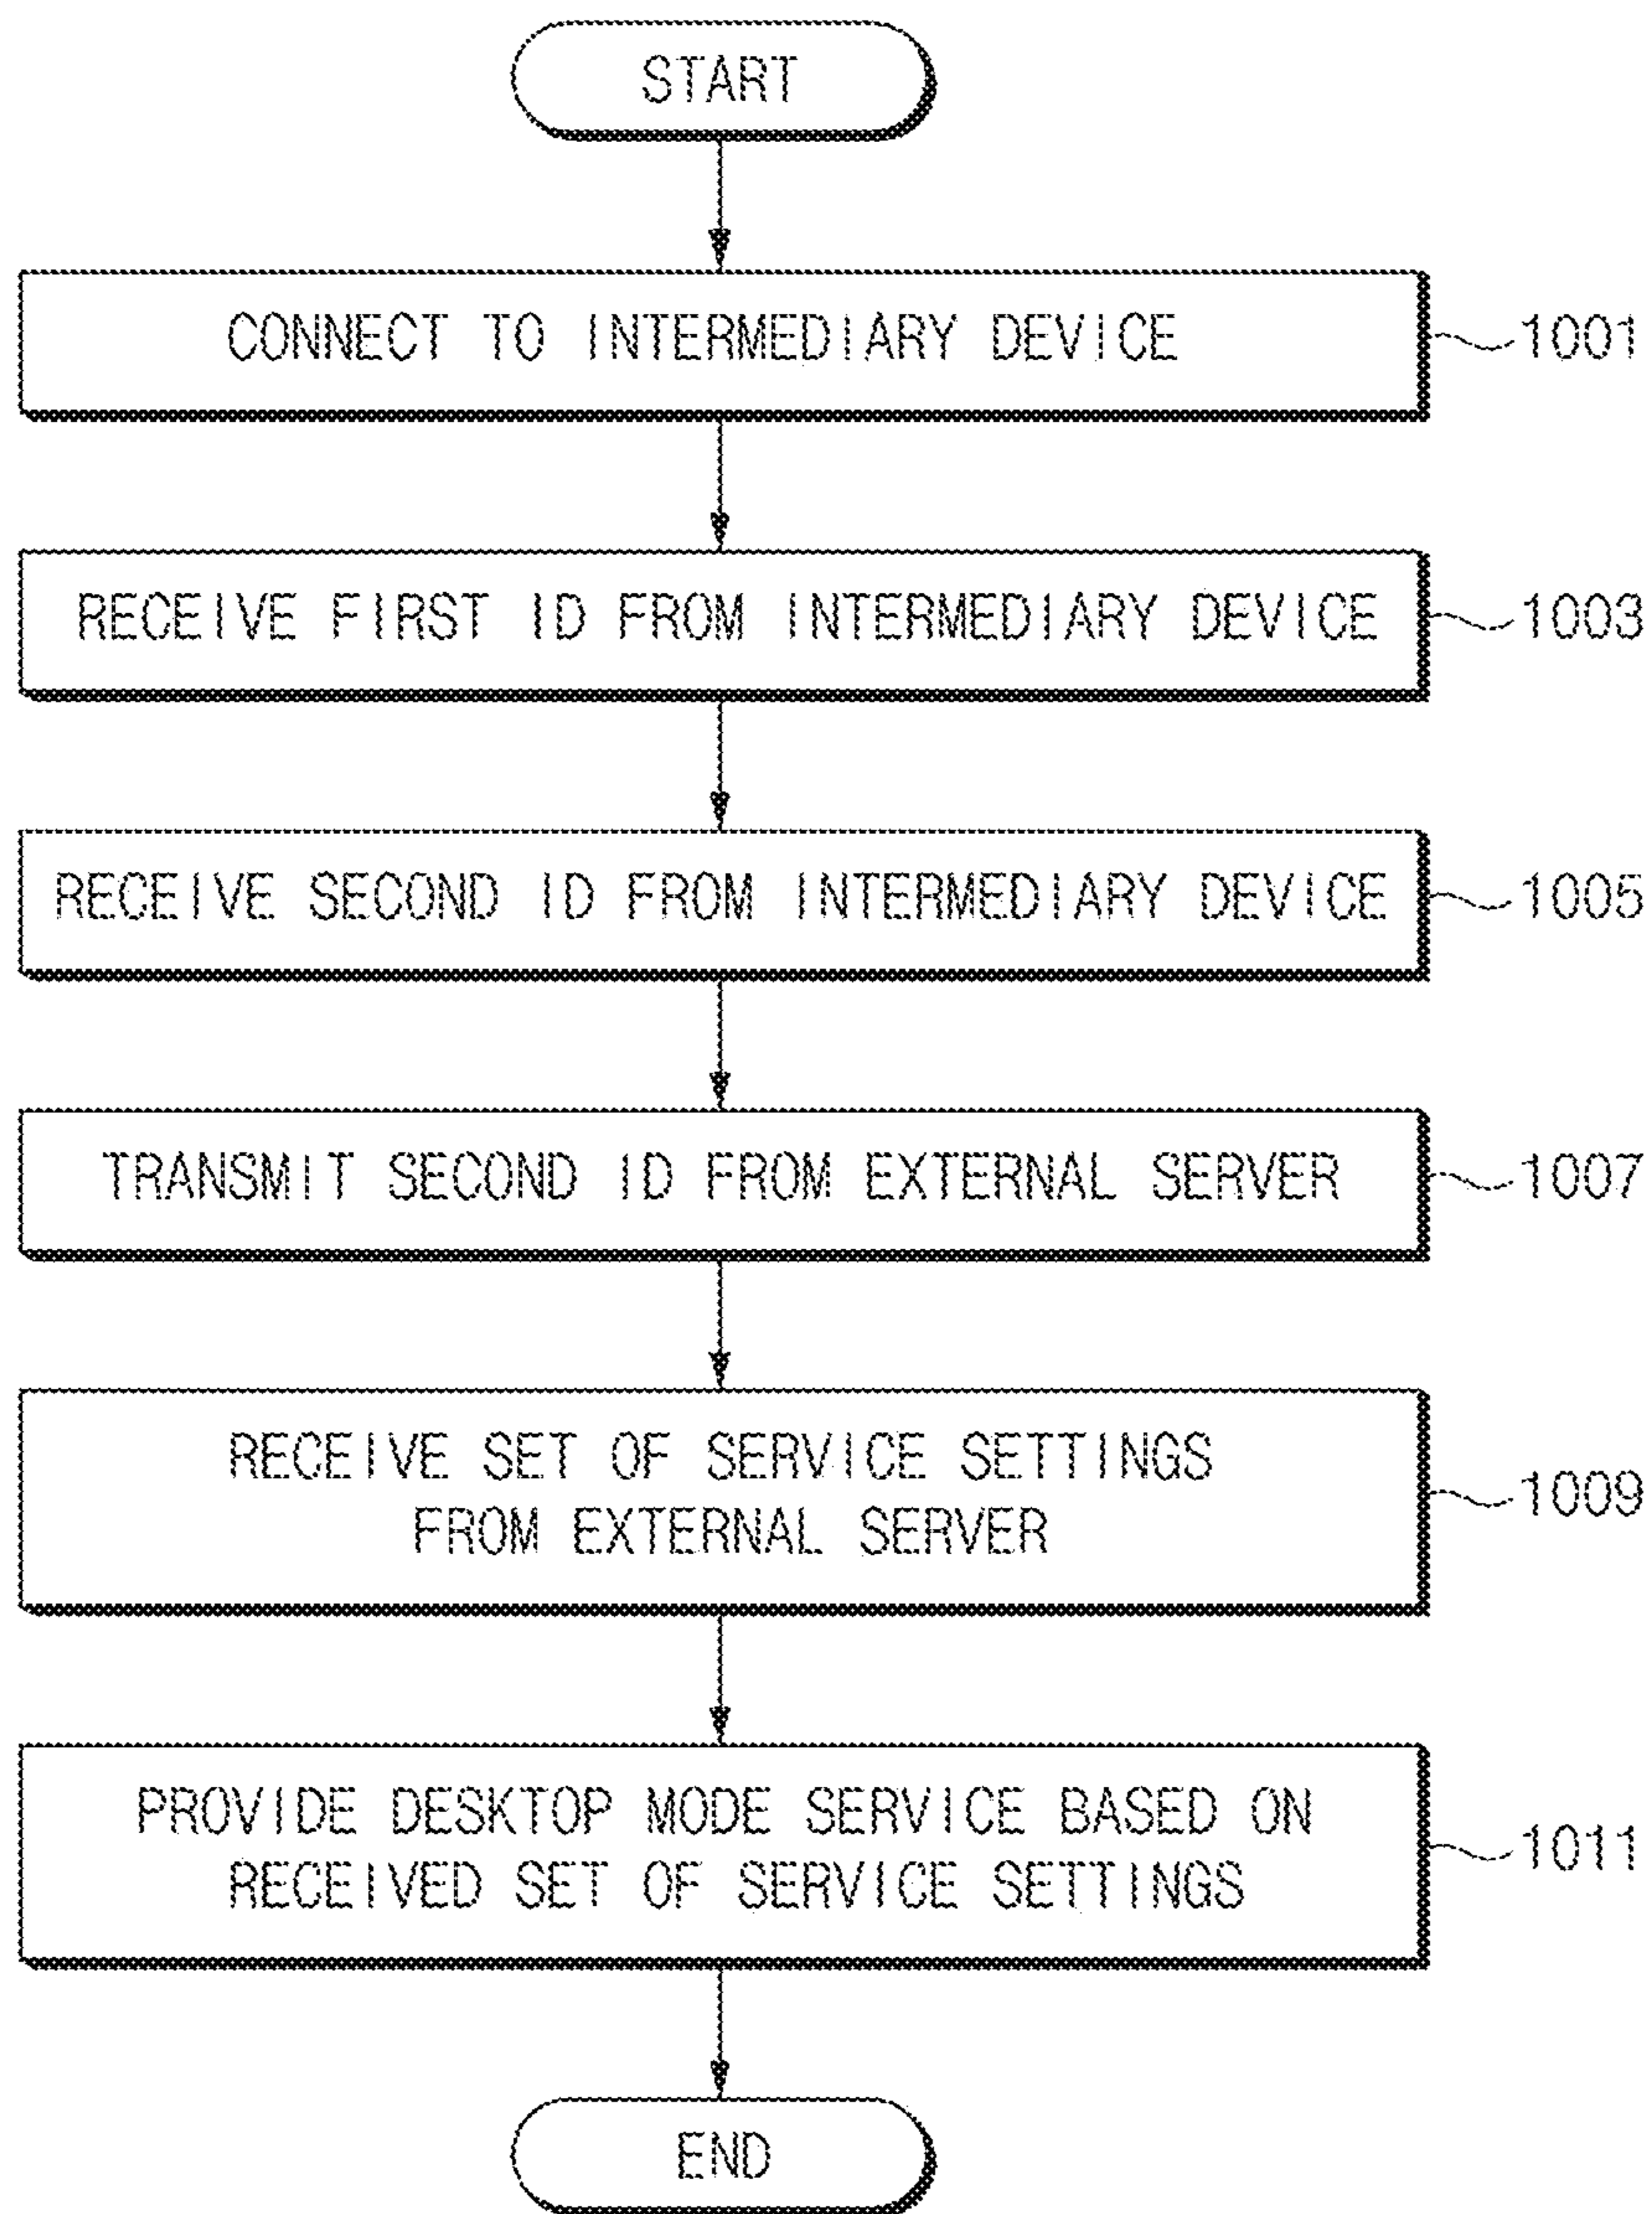 START
CONNECT TO INTERMEDIARY DEVICE
1001
RECEIVE FIRST ID FROM INTERMEDIARY DEVICE
1003
RECEIVE SECOND ID FROM INTERMEDIARY DEVICE
1005
TRANSMIT SECOND ID FROM EXTERNAL SERVER
1007
RECEIVE SET OF SERVICE SETTINGS
FROM EXTERNAL SERVER
1009
PROVIDE DESKTOP MODE SERVICE BASED ON
RECEIVED SET OF SERVICE SETTINGS
1011
END